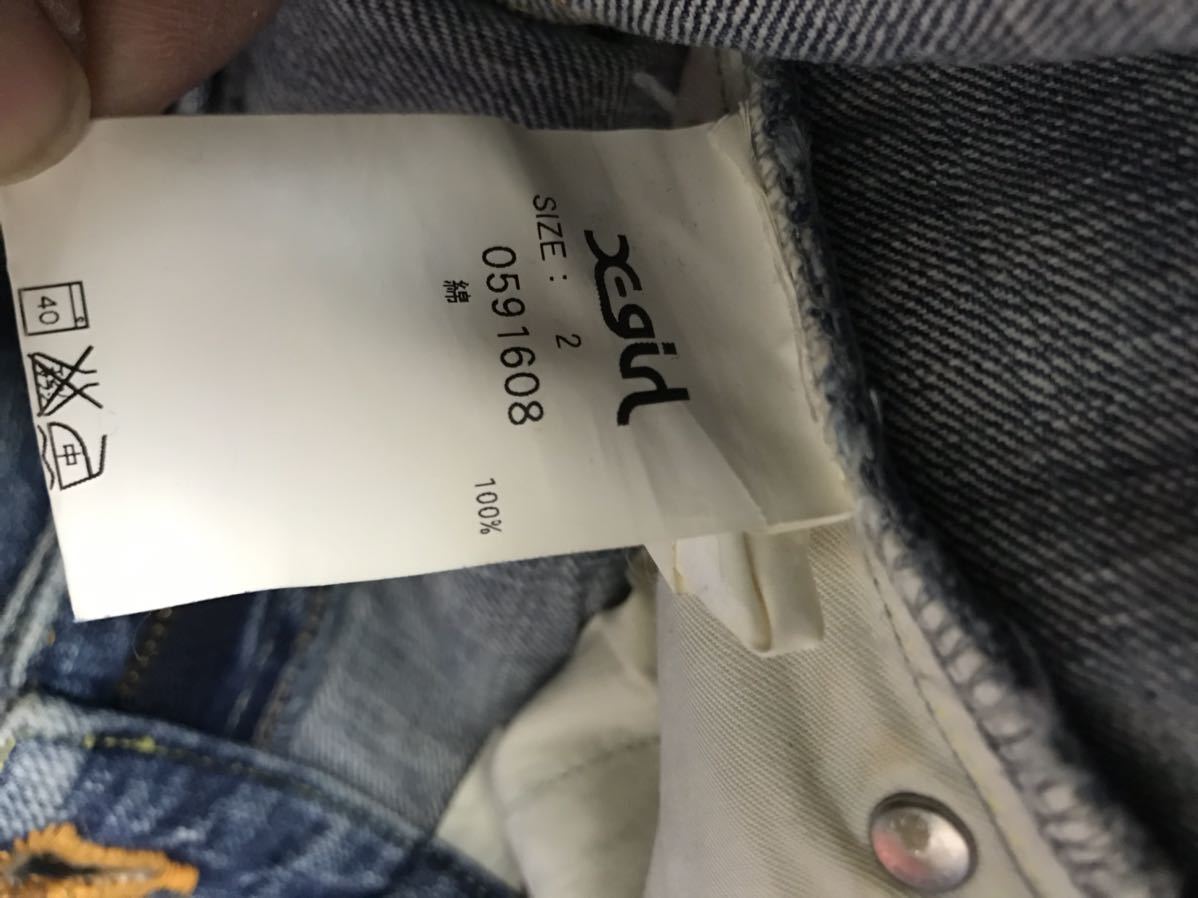 X-girl
SIZE: 2
0591608
綿 100%
40
中